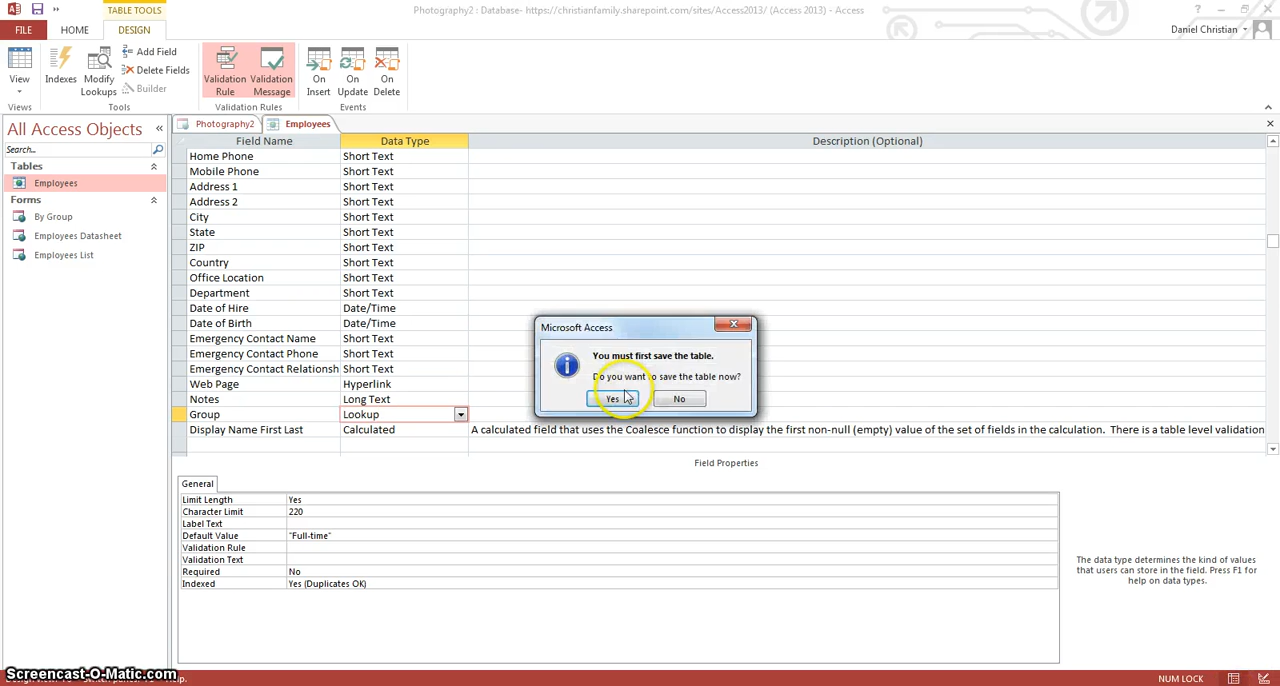 TABLE TOOLS
Photography2 : Database- https://christianfamily.sharepoint.com/sites/Access2013/ (Access 2013) - Access
FILE HOME DESIGN
Daniel Christian
View
Indexes
Modify Lookups
Add Field
Delete Fields
Builder
Validation Rule
Validation Message
On Insert
On Update
On Delete
Views Tools Validation Rules Events
All Access Objects
Search...
Tables
Employees
Forms
By Group
Employees Datasheet
Employees List
Photography2 Employees
Field Name Data Type Description (Optional)
Home Phone Short Text
Mobile Phone Short Text
Address 1 Short Text
Address 2 Short Text
City Short Text
State Short Text
ZIP Short Text
Country Short Text
Office Location Short Text
Department Short Text
Date of Hire Date/Time
Date of Birth Date/Time
Emergency Contact Name Short Text
Emergency Contact Phone Short Text
Emergency Contact Relationsh Short Text
Web Page Hyperlink
Notes Long Text
Group Lookup
Display Name First Last Calculated A calculated field that uses the Coalesce function to display the first non-null (empty) value of the set of fields in the calculation. There is a table level validation
Microsoft Access
You must first save the table.
Do you want to save the table now?
Yes No
Field Properties
General
Limit Length Yes
Character Limit 220
Label Text
Default Value "Full-time"
Validation Rule
Validation Text
Required No
Indexed Yes (Duplicates OK)
The data type determines the kind of values
that users can store in the field. Press F1 for
help on data types.
Screencast-O-Matic.com
NUM LOCK